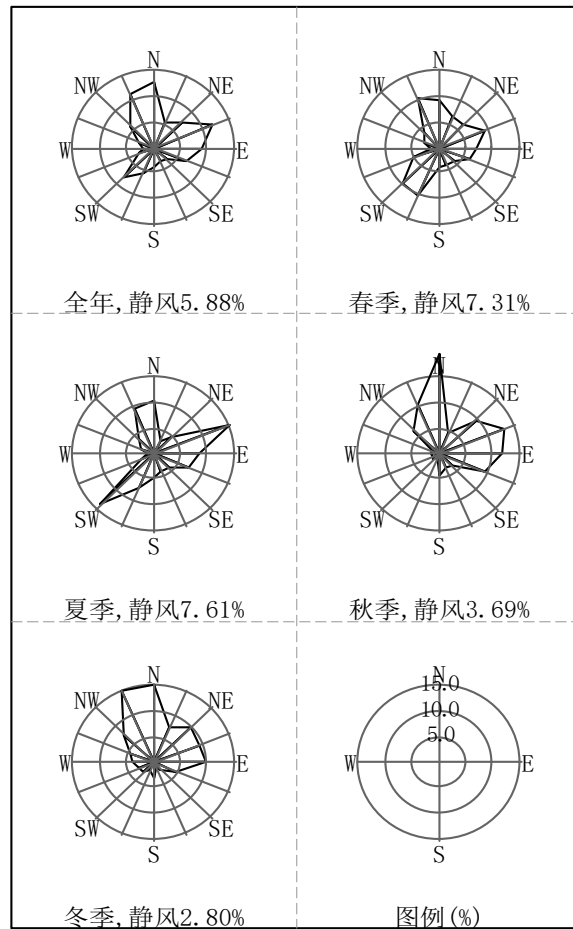 N
NW NE
W E
SW SE
S
全年,静风5.88%
N
NW NE
W E
SW SE
S
春季,静风7.31%
N
NW NE
W E
SW SE
S
夏季,静风7.61%
N
NW NE
W E
SW SE
S
秋季,静风3.69%
N
NW NE
W E
SW SE
S
冬季,静风2.80%
N
15.0
10.0
5.0
W E
S
图例(%)